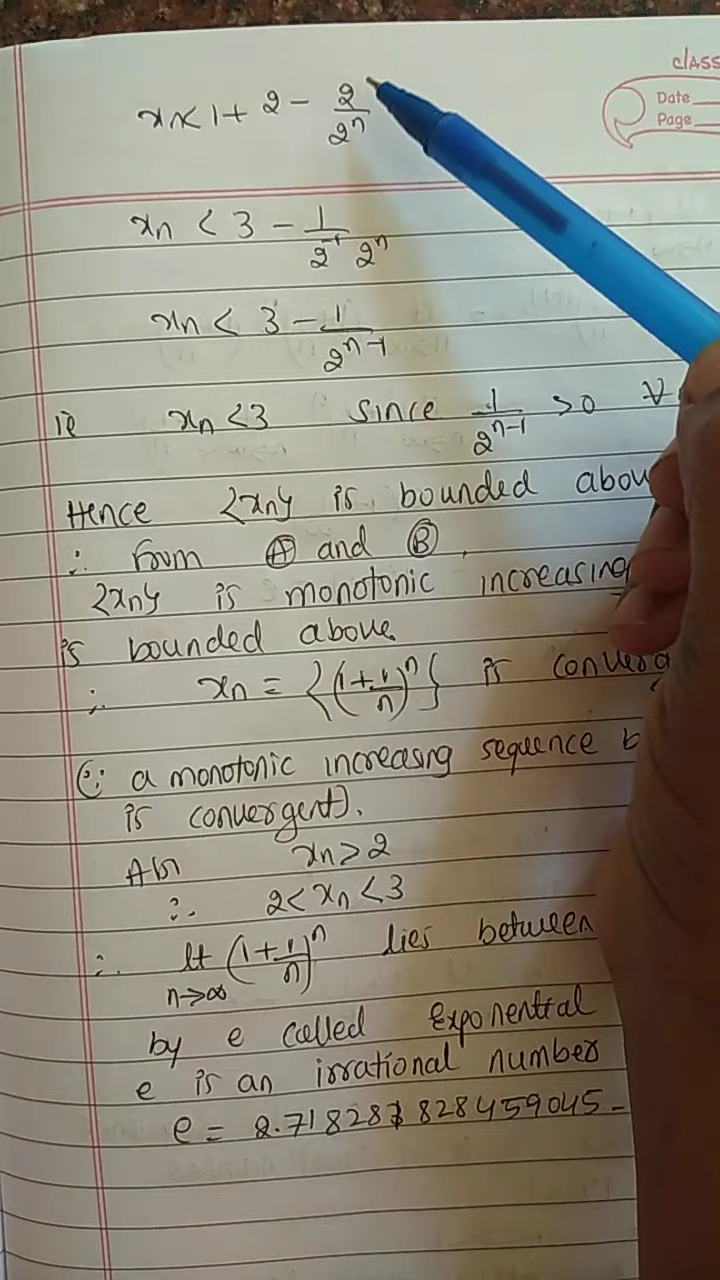 CLASS
Date
Page
x < 1 + 2 - 2/2^n
xn < 3 - 1/(2^-1 2^n)
xn < 3 - 1/2^(n-1)
ie xn < 3 since 1/2^(n-1) > 0 ∀
Hence {xn} is bounded abov
∴ from Ⓐ and Ⓑ,
{xn} is monotonic increasing
is bounded above.
∴ xn = {(1+1/n)^n} is converg
(∵ a monotonic increasing sequence b
is convergent).
Also xn > 2
∴ 2 < xn < 3
∴ lt n→∞ (1+1/n)^n lies between
by e called Exponential
e is an irrational number
e = 2.718281828459045-